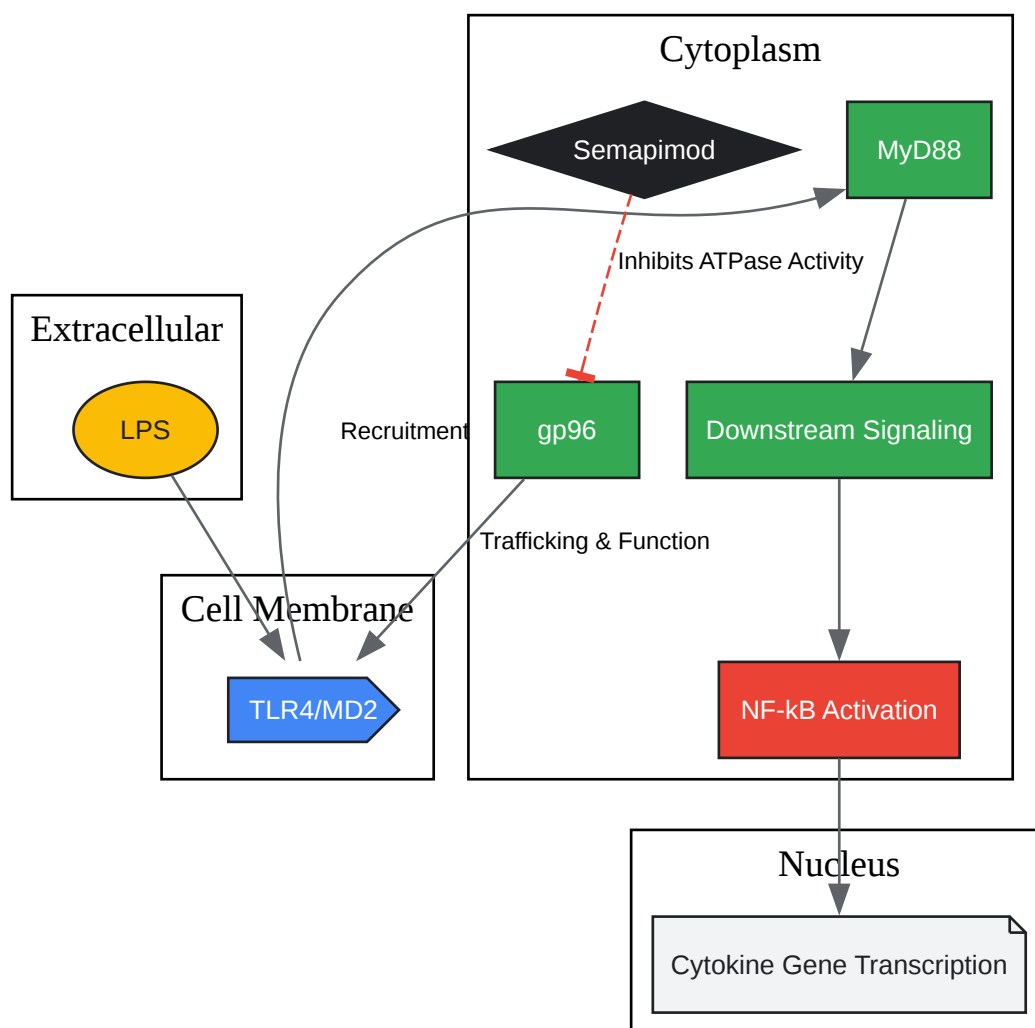 Cytoplasm
Semapimod
MyD88
Inhibits ATPase Activity
Extracellular
LPS
Recruitment
gp96
Downstream Signaling
Trafficking & Function
Cell Membrane
TLR4/MD2
NF-kB Activation
Nucleus
Cytokine Gene Transcription